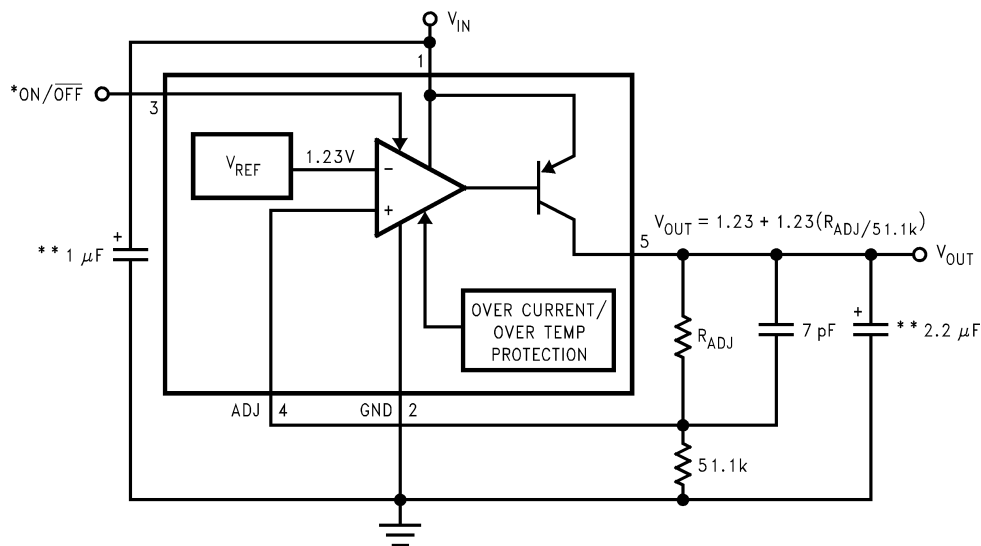 V_IN
1
*ON/O̅F̅F̅
3
V_REF
1.23V
−
+
+
** 1 μF
V_OUT = 1.23 + 1.23(R_ADJ/51.1k)
5
V_OUT
OVER CURRENT/
OVER TEMP
PROTECTION
R_ADJ
7 pF
+
** 2.2 μF
ADJ
4
GND
2
51.1k